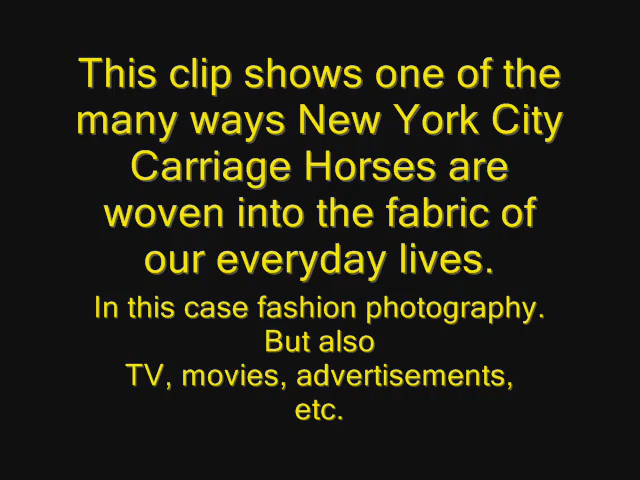 This clip shows one of the
many ways New York City
Carriage Horses are
woven into the fabric of
our everyday lives.
In this case fashion photography.
But also
TV, movies, advertisements,
etc.